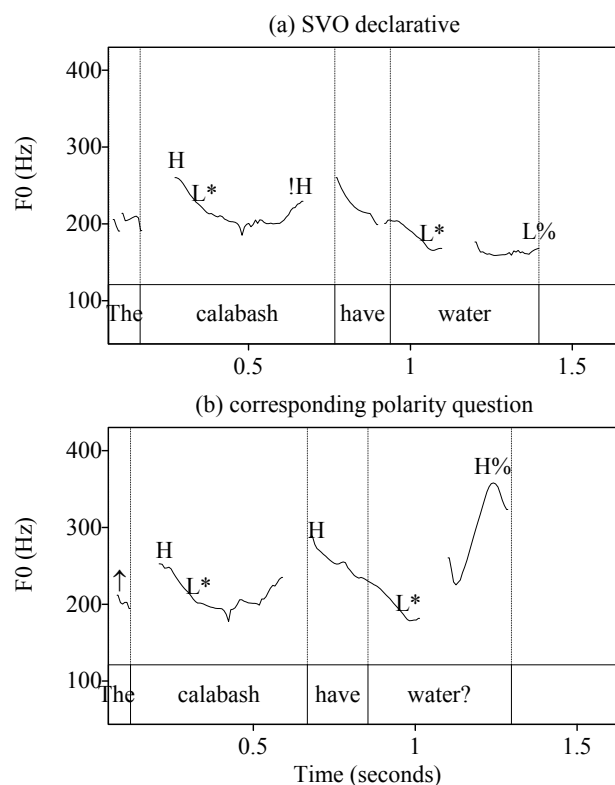 (a) SVO declarative
400
300
200
100
F0 (Hz)
H
L*
!H
L*
L%
The calabash have water
0.5 1 1.5
(b) corresponding polarity question
400
300
200
100
F0 (Hz)
↑
H
L*
H
L*
H%
The calabash have water?
0.5 1 1.5
Time (seconds)